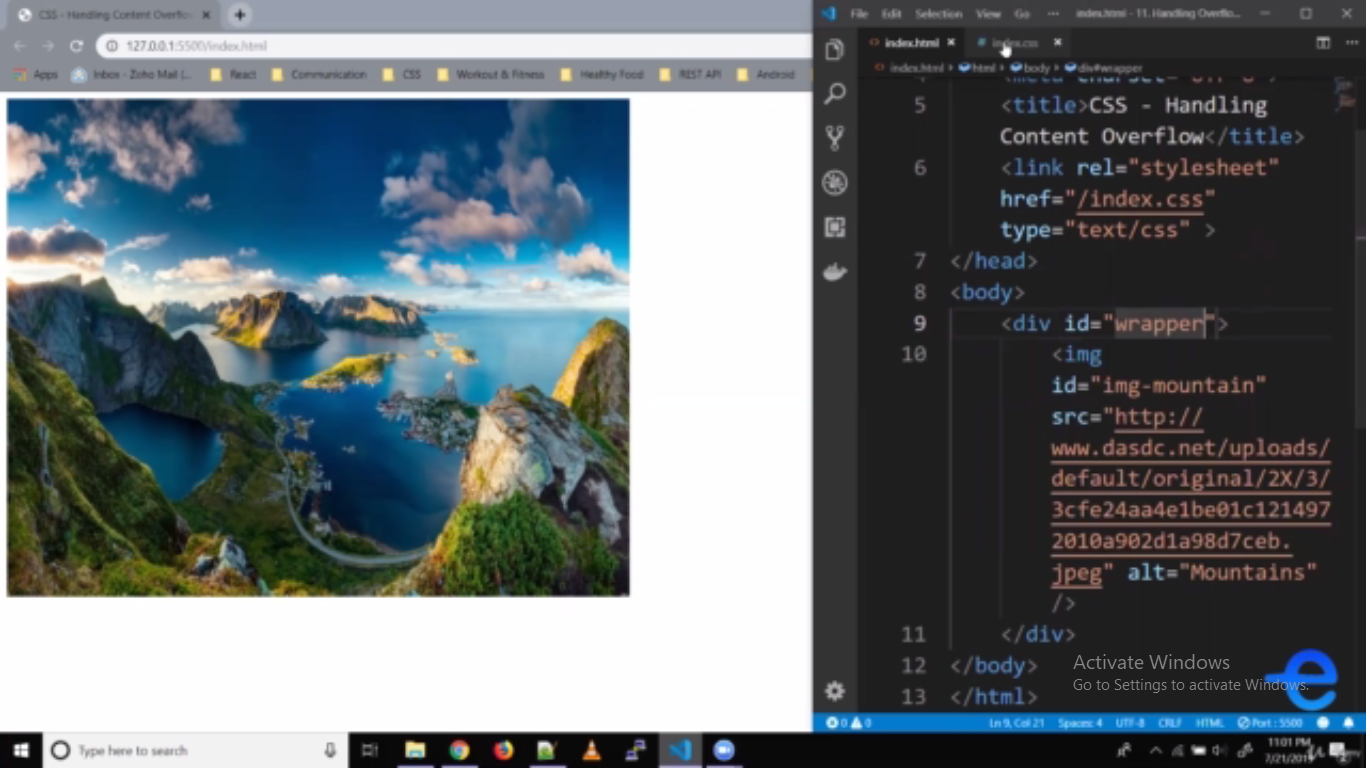 CSS - Handling Content Overflo
127.0.0.1:5500/index.html
Apps
Inbox - Zoho Mail (...
React
Communication
CSS
Workout & Fitness
Healthy Food
REST API
Android
File Edit Selection View Go ··· index.html - 11. Handling Overflo...
index.html
index.css
index.html › html › body › div#wrapper
5 <title>CSS - Handling
Content Overflow</title>
6 <link rel="stylesheet"
href="/index.css"
type="text/css" >
7 </head>
8 <body>
9 <div id="wrapper">
10 <img
id="img-mountain"
src="http://
www.dasdc.net/uploads/
default/original/2X/3/
3cfe24aa4e1be01c121497
2010a902d1a98d7ceb.
jpeg" alt="Mountains"
/>
11 </div>
12 </body>
13 </html>
Activate Windows
Go to Settings to activate Windows.
0 0 Ln 9, Col 21 Spaces: 4 UTF-8 CRLF HTML Port : 5500
Type here to search
11:01 PM